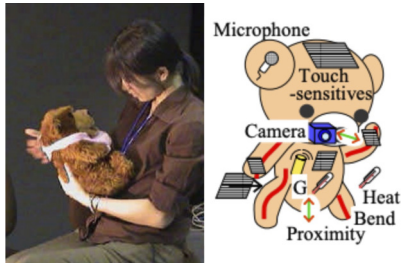 Microphone
Touch
-sensitives
Camera
G
Heat
Bend
Proximity